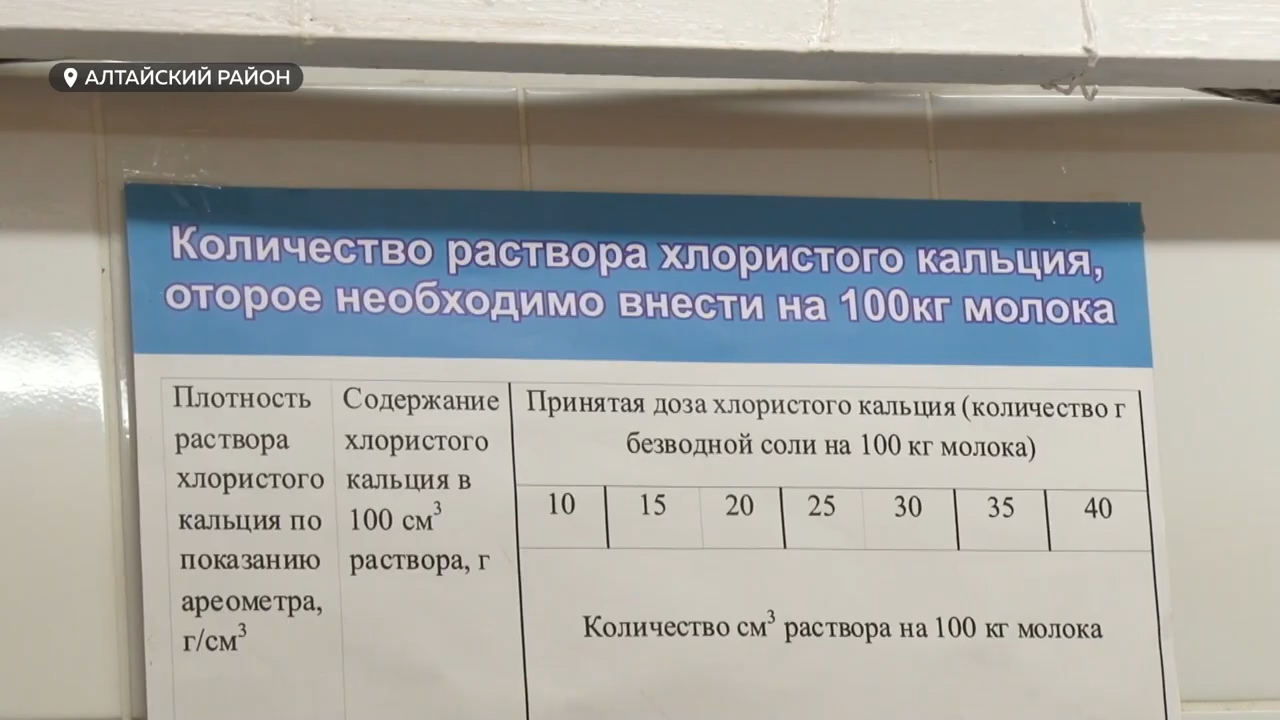 АЛТАЙСКИЙ РАЙОН
Количество раствора хлористого кальция,
оторое необходимо внести на 100кг молока
Плотность
раствора
хлористого
кальция по
показанию
ареометра,
г/см³
Содержание
хлористого
кальция в
100 см³
раствора, г
Принятая доза хлористого кальция (количество г
безводной соли на 100 кг молока)
10 15 20 25 30 35 40
Количество см³ раствора на 100 кг молока